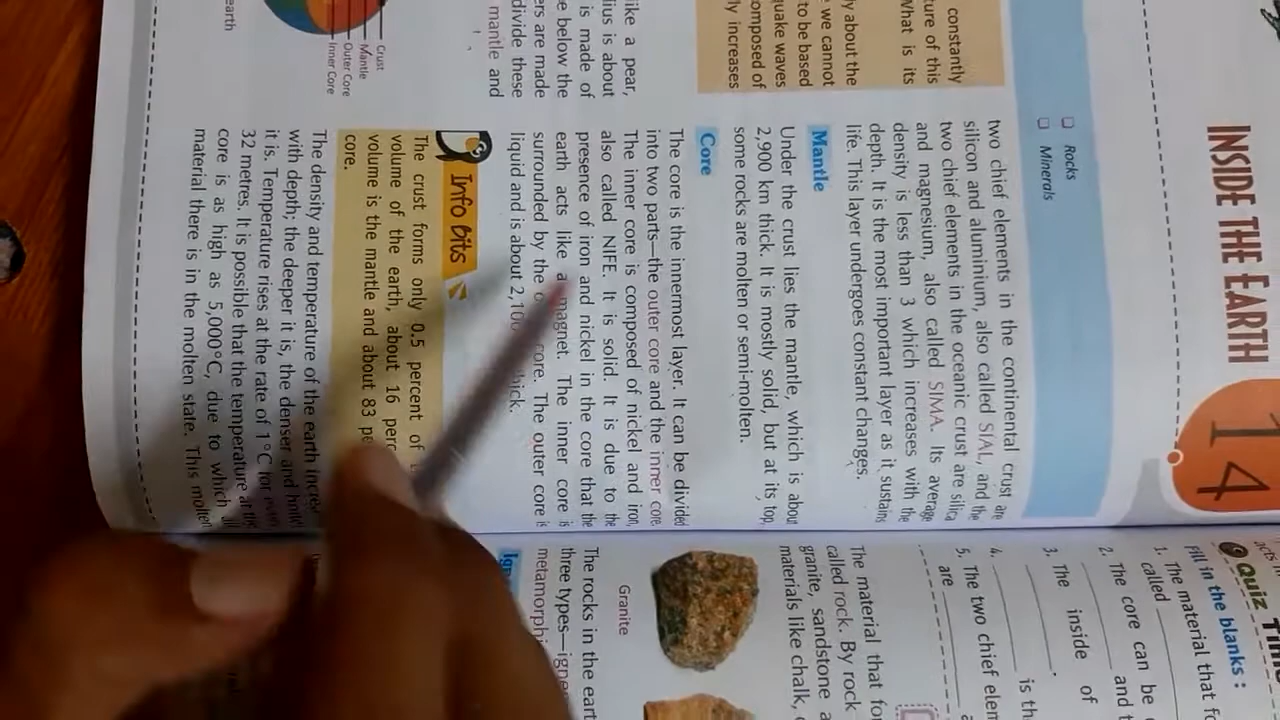 INSIDE THE EARTH
14
Rocks
Minerals
constantly
ture of this
What is its
ly about the
we cannot
to be based
quake waves
omposed of
ly increases
ike a pear,
ius is about
is made of
e below the
ers are made
divide these
mantle and
Crust
Mantle
Outer Core
Inner Core
earth
two chief elements in the continental crust are
silicon and aluminium, also called SIAL, and the
two chief elements in the oceanic crust are silica
and magnesium, also called SIMA. Its average
density is less than 3 which increases with the
depth. It is the most important layer as it sustains
life. This layer undergoes constant changes.
Mantle
Under the crust lies the mantle, which is about
2,900 km thick. It is mostly solid, but at its top,
some rocks are molten or semi-molten.
Core
The core is the innermost layer. It can be divided
into two parts—the outer core and the inner core.
The inner core is composed of nickel and iron,
also called NIFE. It is solid. It is due to the
presence of iron and nickel in the core that the
earth acts like a magnet. The inner core is
surrounded by the core. The outer core is
liquid and is about 2,100 thick.
Info Bits
The crust forms only 0.5 percent of
volume of the earth, about 16 perc
volume is the mantle and about 83 pe
core.
The density and temperature of the earth incre
with depth; the deeper it is, the denser and hotte
it is. Temperature rises at the rate of 1°C for every
32 metres. It is possible that the temperature at the
core is as high as 5,000°C, due to which all
material there is in the molten state. This molten
Quiz Time
Fill in the blanks :
1. The material that f
called
2. The core can be
and t
3. The inside of
4. is th
5. The two chief elem
are a
The material that fo
called rock. By rock
granite, sandstone a
materials like chalk,
Granite
The rocks in the eart
three types—igne
metamorphi
Ig